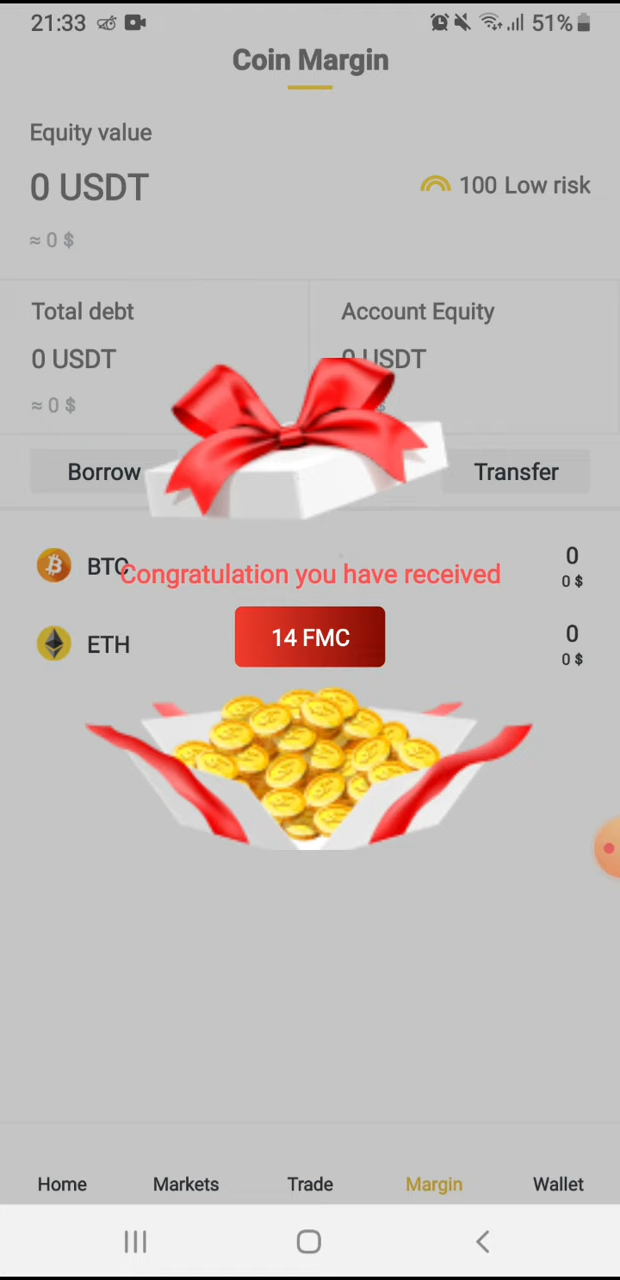 21:33
51%
Coin Margin
Equity value
0 USDT
100 Low risk
≈ 0 $
Total debt
Account Equity
0 USDT
0 USDT
≈ 0 $
$
Borrow
Transfer
BTC
0
0 $
Congratulation you have received
14 FMC
ETH
0
0 $
Home
Markets
Trade
Margin
Wallet